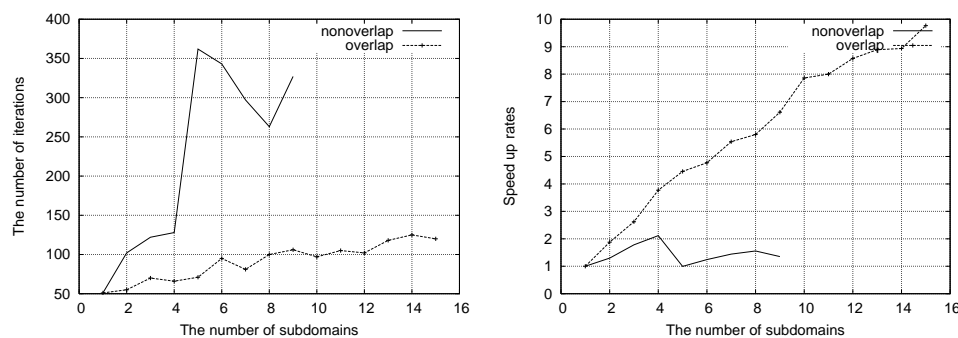 400
350
300
250
200
150
100
50
0 2 4 6 8 10 12 14 16
The number of iterations
The number of subdomains
nonoverlap
overlap
10
9
8
7
6
5
4
3
2
1
0
0 2 4 6 8 10 12 14 16
Speed up rates
The number of subdomains
nonoverlap
overlap